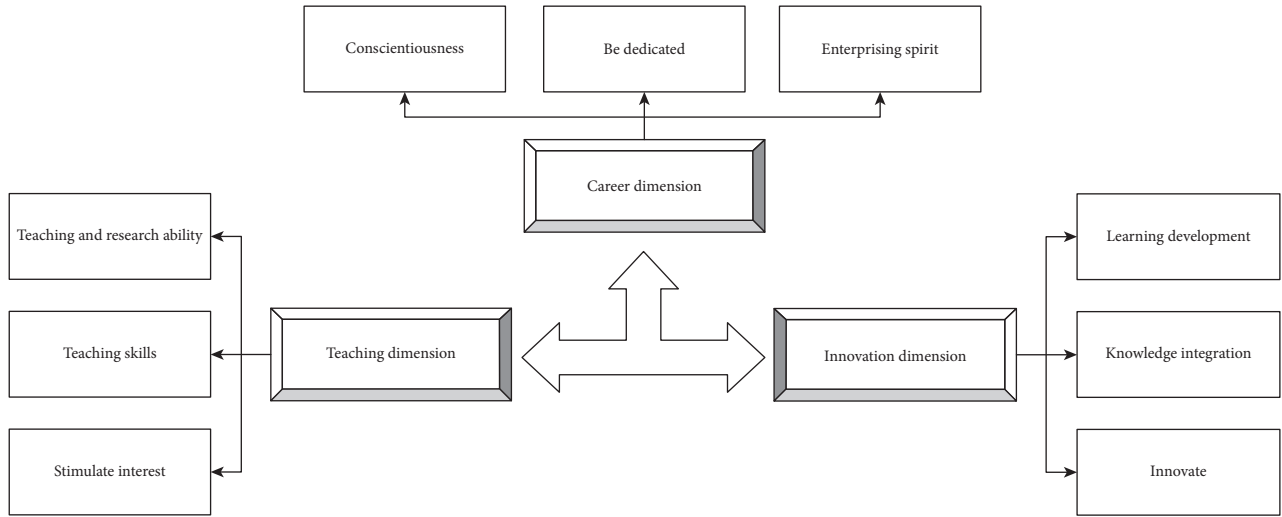 Conscientiousness
Be dedicated
Enterprising spirit
Career dimension
Teaching and research ability
Learning development
Teaching skills
Teaching dimension
Innovation dimension
Knowledge integration
Stimulate interest
Innovate